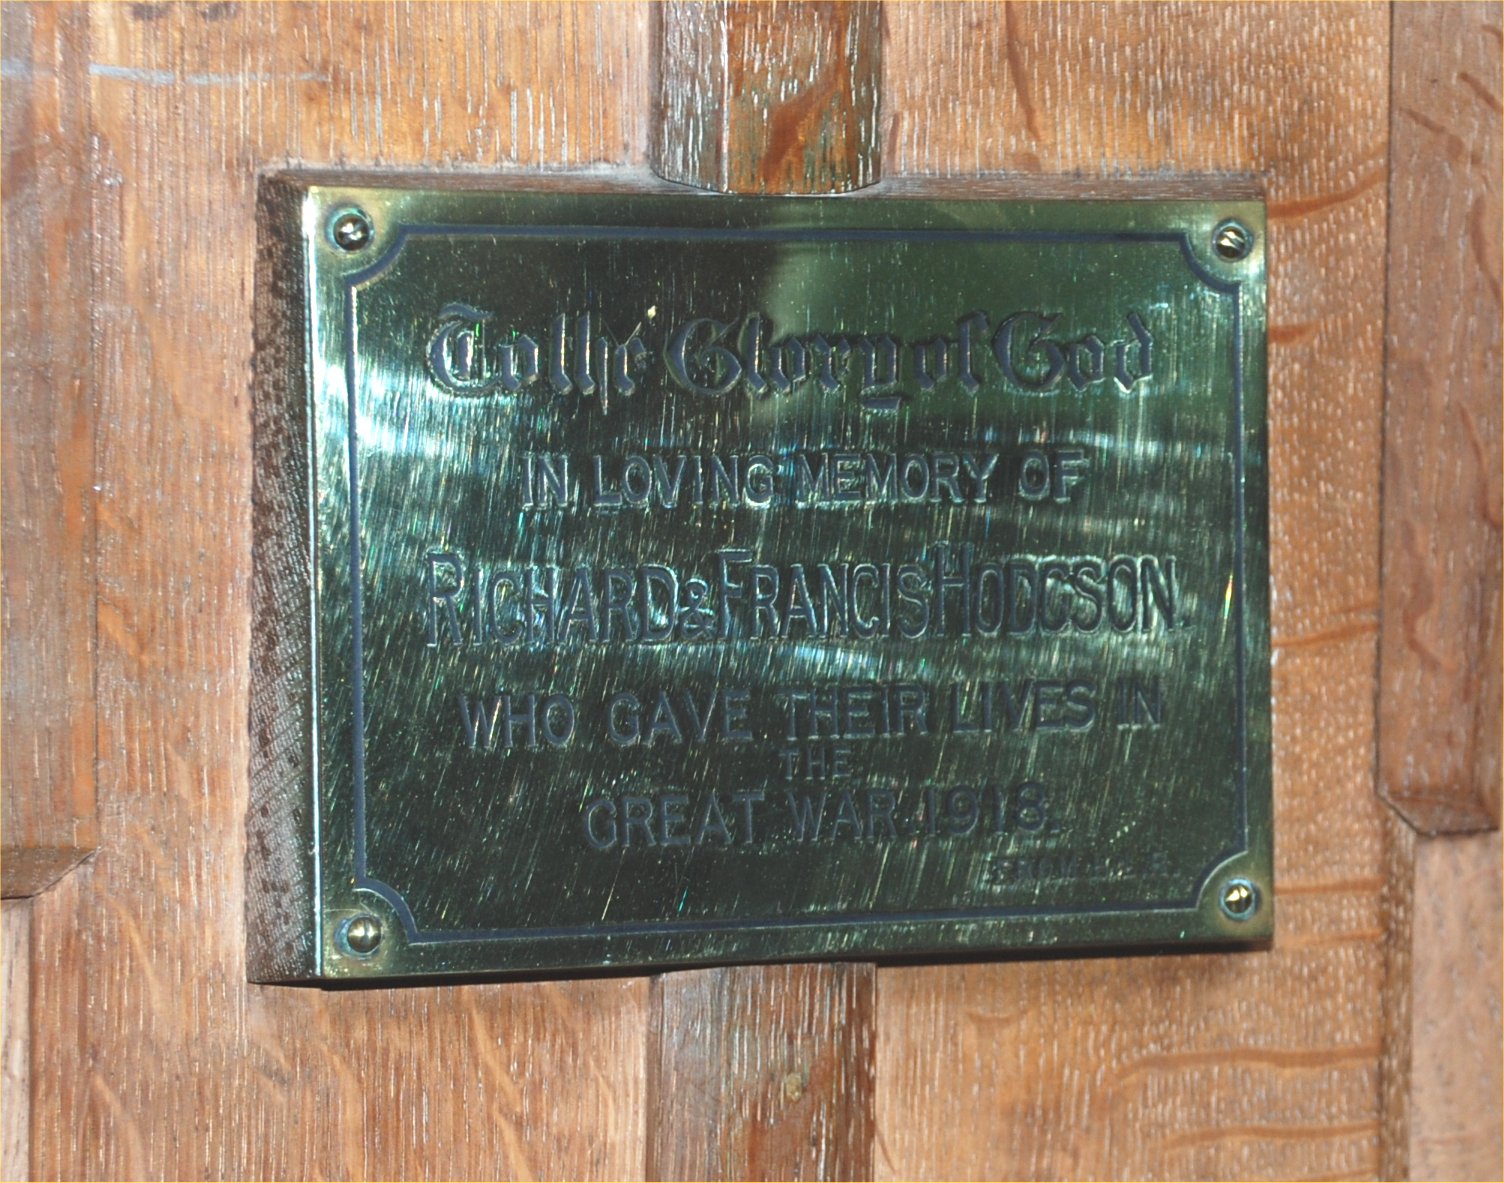 To the Glory of God
IN LOVING MEMORY OF
RICHARD & FRANCIS HODGSON.
WHO GAVE THEIR LIVES IN
THE
GREAT WAR. 1918.
FROM